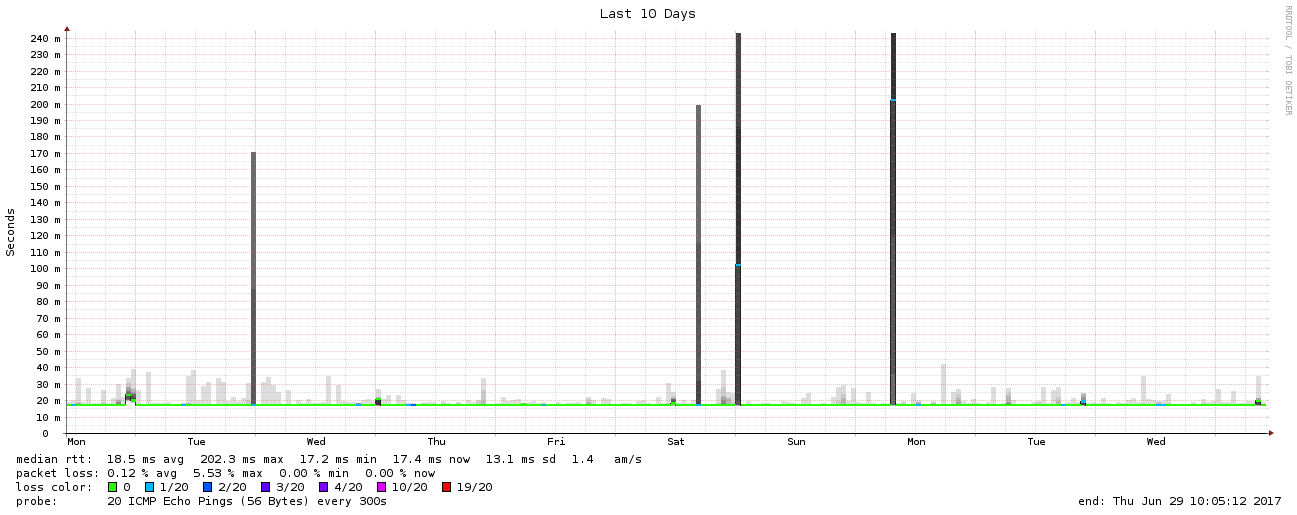 Last 10 Days
RRDTOOL / TOBI OETIKER
Seconds
240 m
230 m
220 m
210 m
200 m
190 m
180 m
170 m
160 m
150 m
140 m
130 m
120 m
110 m
100 m
90 m
80 m
70 m
60 m
50 m
40 m
30 m
20 m
10 m
0
Mon Tue Wed Thu Fri Sat Sun Mon Tue Wed
median rtt: 18.5 ms avg 202.3 ms max 17.2 ms min 17.4 ms now 13.1 ms sd 1.4 am/s
packet loss: 0.12 % avg 5.53 % max 0.00 % min 0.00 % now
loss color: 0 1/20 2/20 3/20 4/20 10/20 19/20
probe: 20 ICMP Echo Pings (56 Bytes) every 300s end: Thu Jun 29 10:05:12 2017